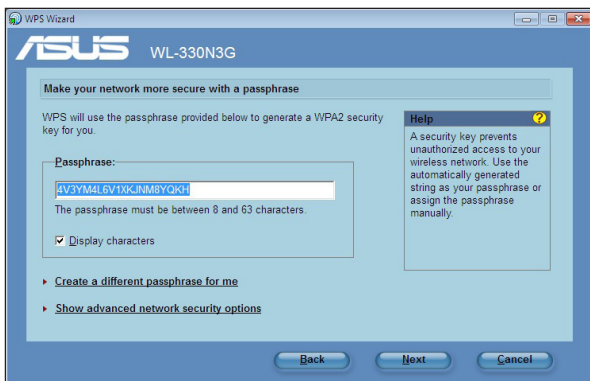 WPS Wizard
ASUS WL-330N3G
Make your network more secure with a passphrase
WPS will use the passphrase provided below to generate a WPA2 security
key for you.
Passphrase:
4V3YM4L6V1XKJNM8YQKH
The passphrase must be between 8 and 63 characters.
Display characters
Create a different passphrase for me
Show advanced network security options
Help
A security key prevents
unauthorized access to your
wireless network. Use the
automatically generated
string as your passphrase or
assign the passphrase
manually.
Back Next Cancel